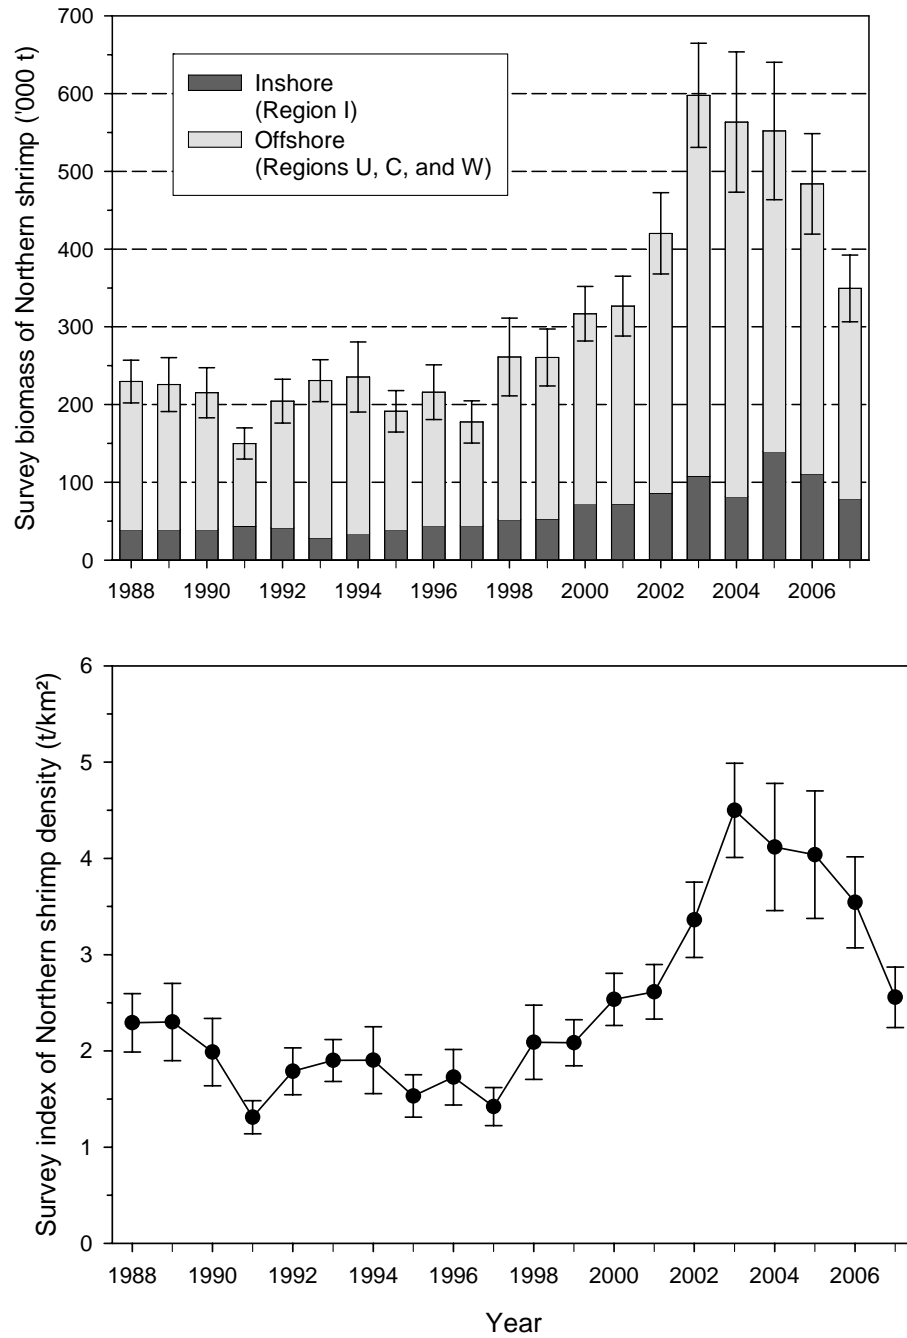 Survey biomass of Northern shrimp ('000 t)
700
600
500
400
300
200
100
0
Inshore
(Region I)
Offshore
(Regions U, C, and W)
1988 1990 1992 1994 1996 1998 2000 2002 2004 2006
Survey index of Northern shrimp density (t/km²)
6
5
4
3
2
1
0
1988 1990 1992 1994 1996 1998 2000 2002 2004 2006
Year